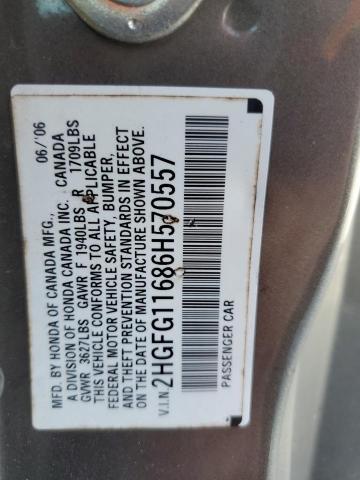 MFD. BY HONDA OF CANADA MFG., 06/'06
A DIVISION OF HONDA CANADA INC. CANADA
GVWR 3627LBS GAWR F 1940LBS R 1709LBS
THIS VEHICLE CONFORMS TO ALL APPLICABLE
FEDERAL MOTOR VEHICLE SAFETY, BUMPER,
AND THEFT PREVENTION STANDARDS IN EFFECT
ON THE DATE OF MANUFACTURE SHOWN ABOVE.
V.I.N. 2HGFG11686H570557
PASSENGER CAR